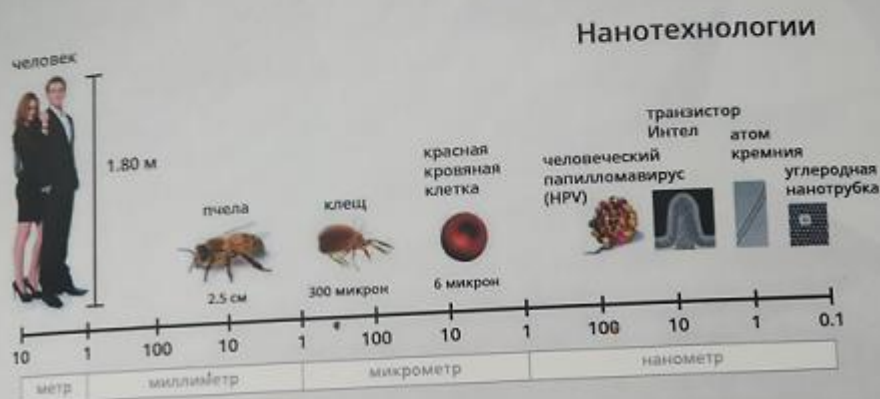 Нанотехнологии
человек
1.80 м
пчела
2.5 см
клещ
300 микрон
красная
кровяная
клетка
6 микрон
человеческий
папилломавирус
(HPV)
транзистор
Интел
атом
кремния
углеродная
нанотрубка
10 1 100 10 1 100 10 1 100 10 1 0.1
метр миллиметр микрометр нанометр